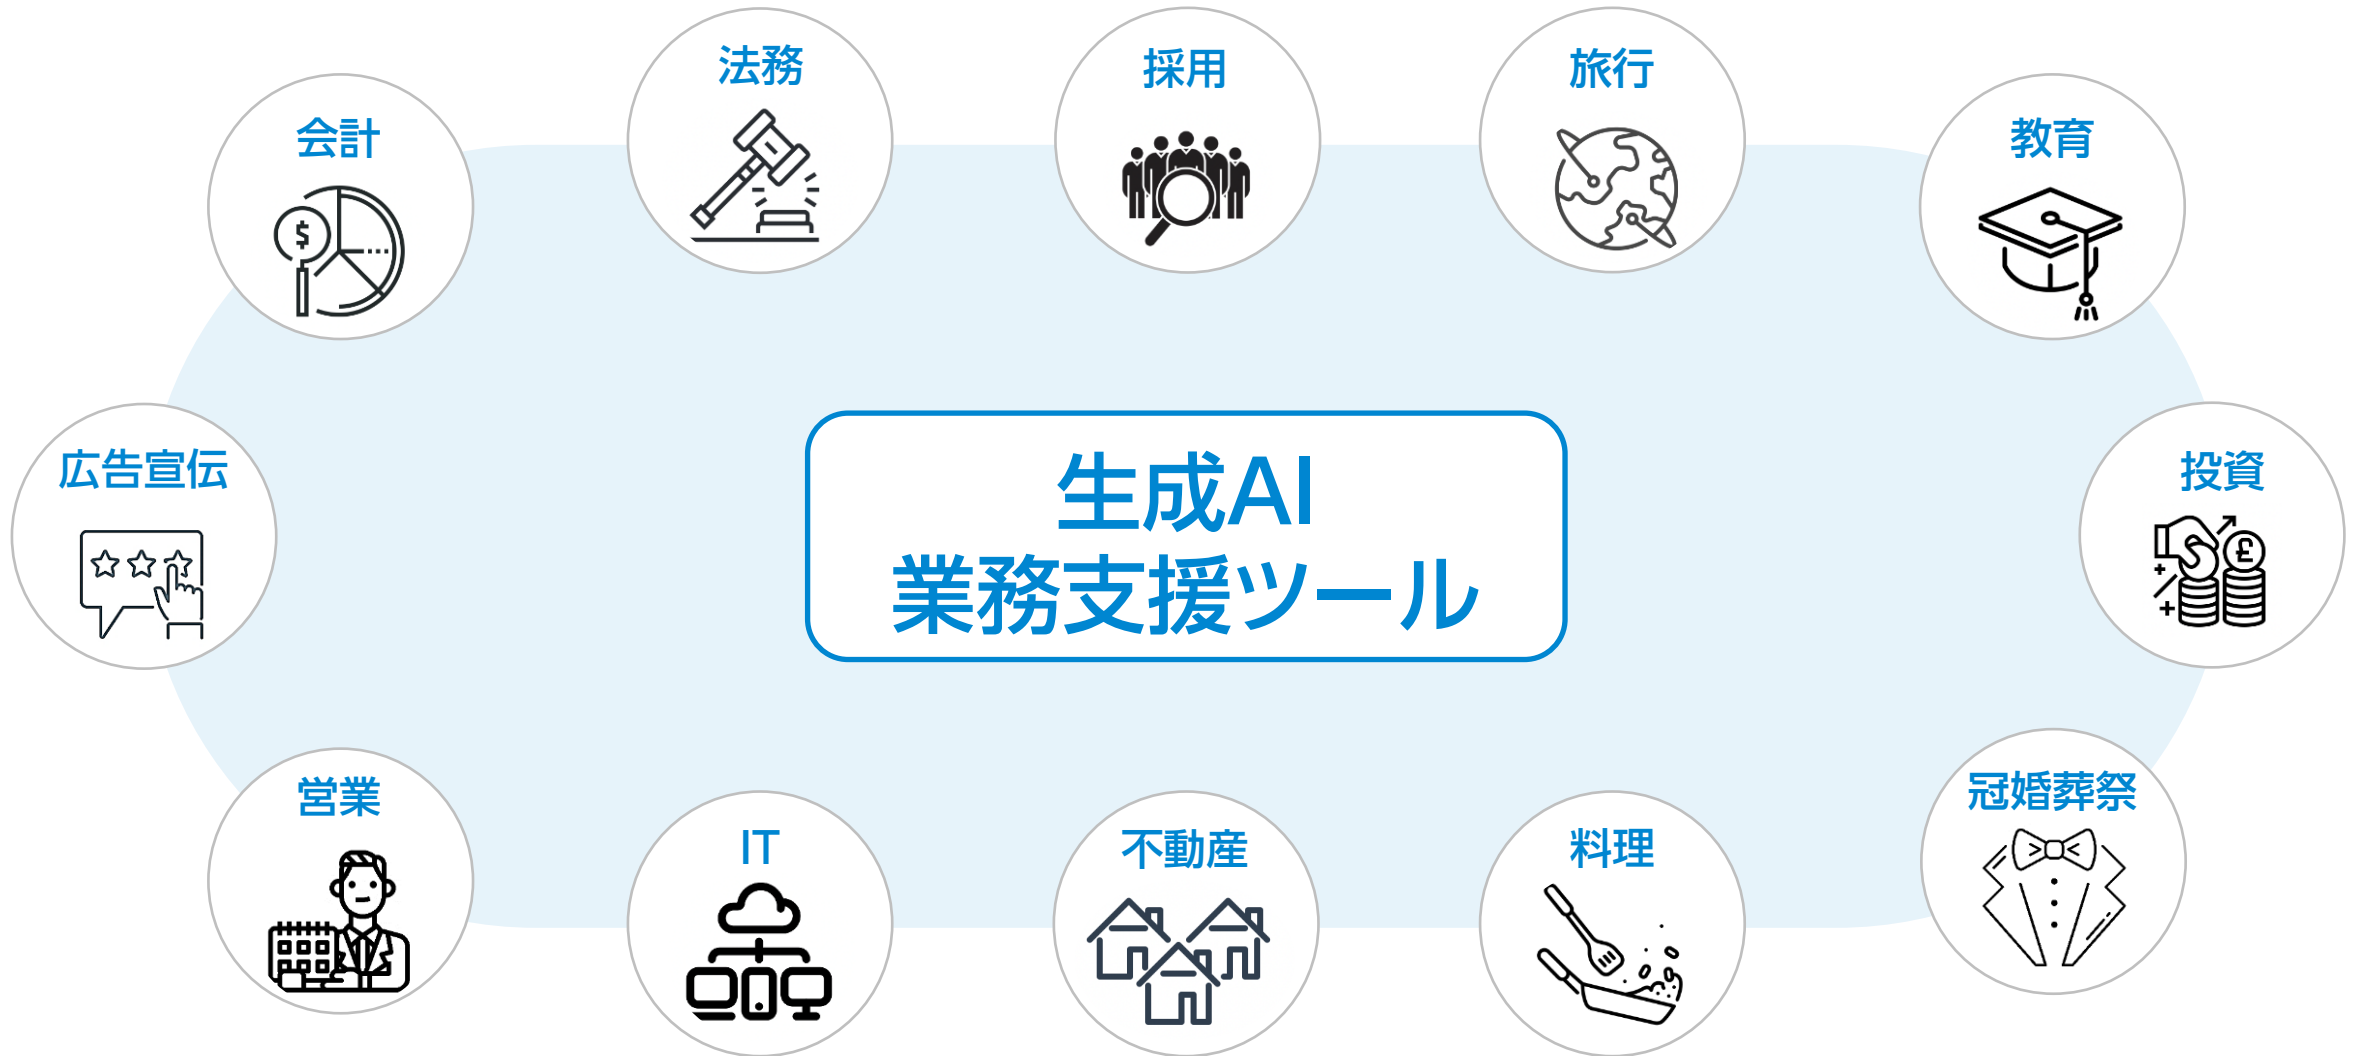 法務
採用
旅行
会計
教育
$
広告宣伝
生成AI
業務支援ツール
投資
£
営業
IT
不動産
料理
冠婚葬祭